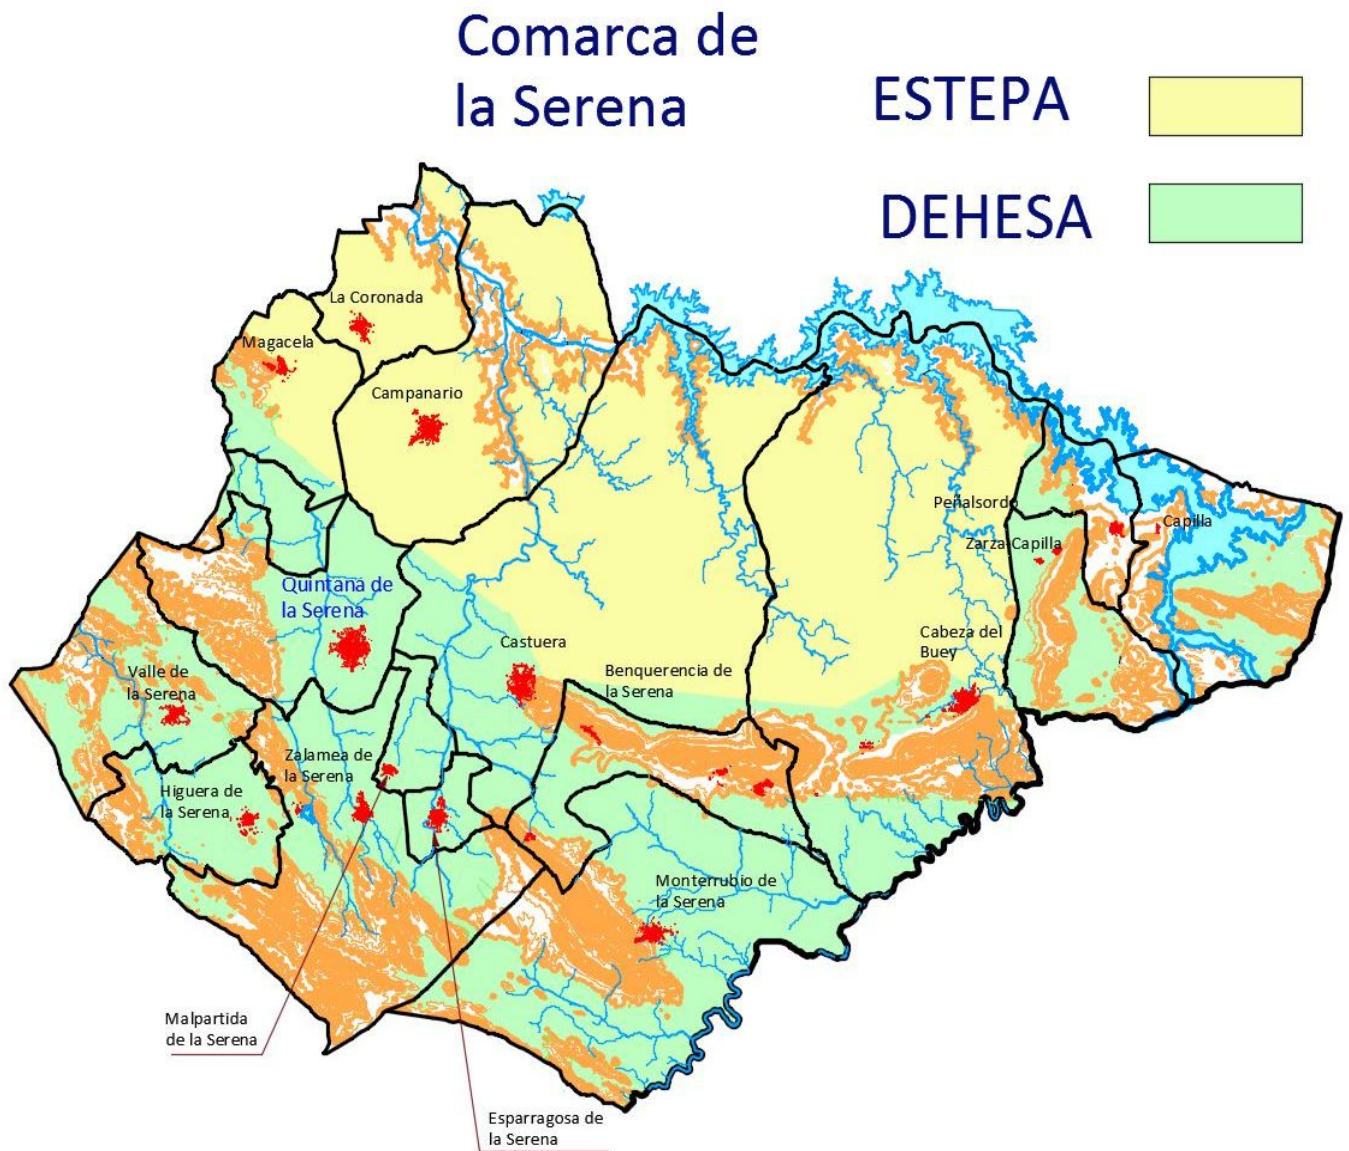 Comarca de
la Serena
ESTEPA
DEHESA
La Coronada
Magacela
Campanario
Peñalsordo
Capilla
Zarza-Capilla
Quintana de
la Serena
Castuera
Cabeza del
Buey
Benquerencia de
la Serena
Valle de
la Serena
Zalamea de
la Serena
Higuera de
la Serena
Monterrubio de
la Serena
Malpartida
de la Serena
Esparragosa de
la Serena